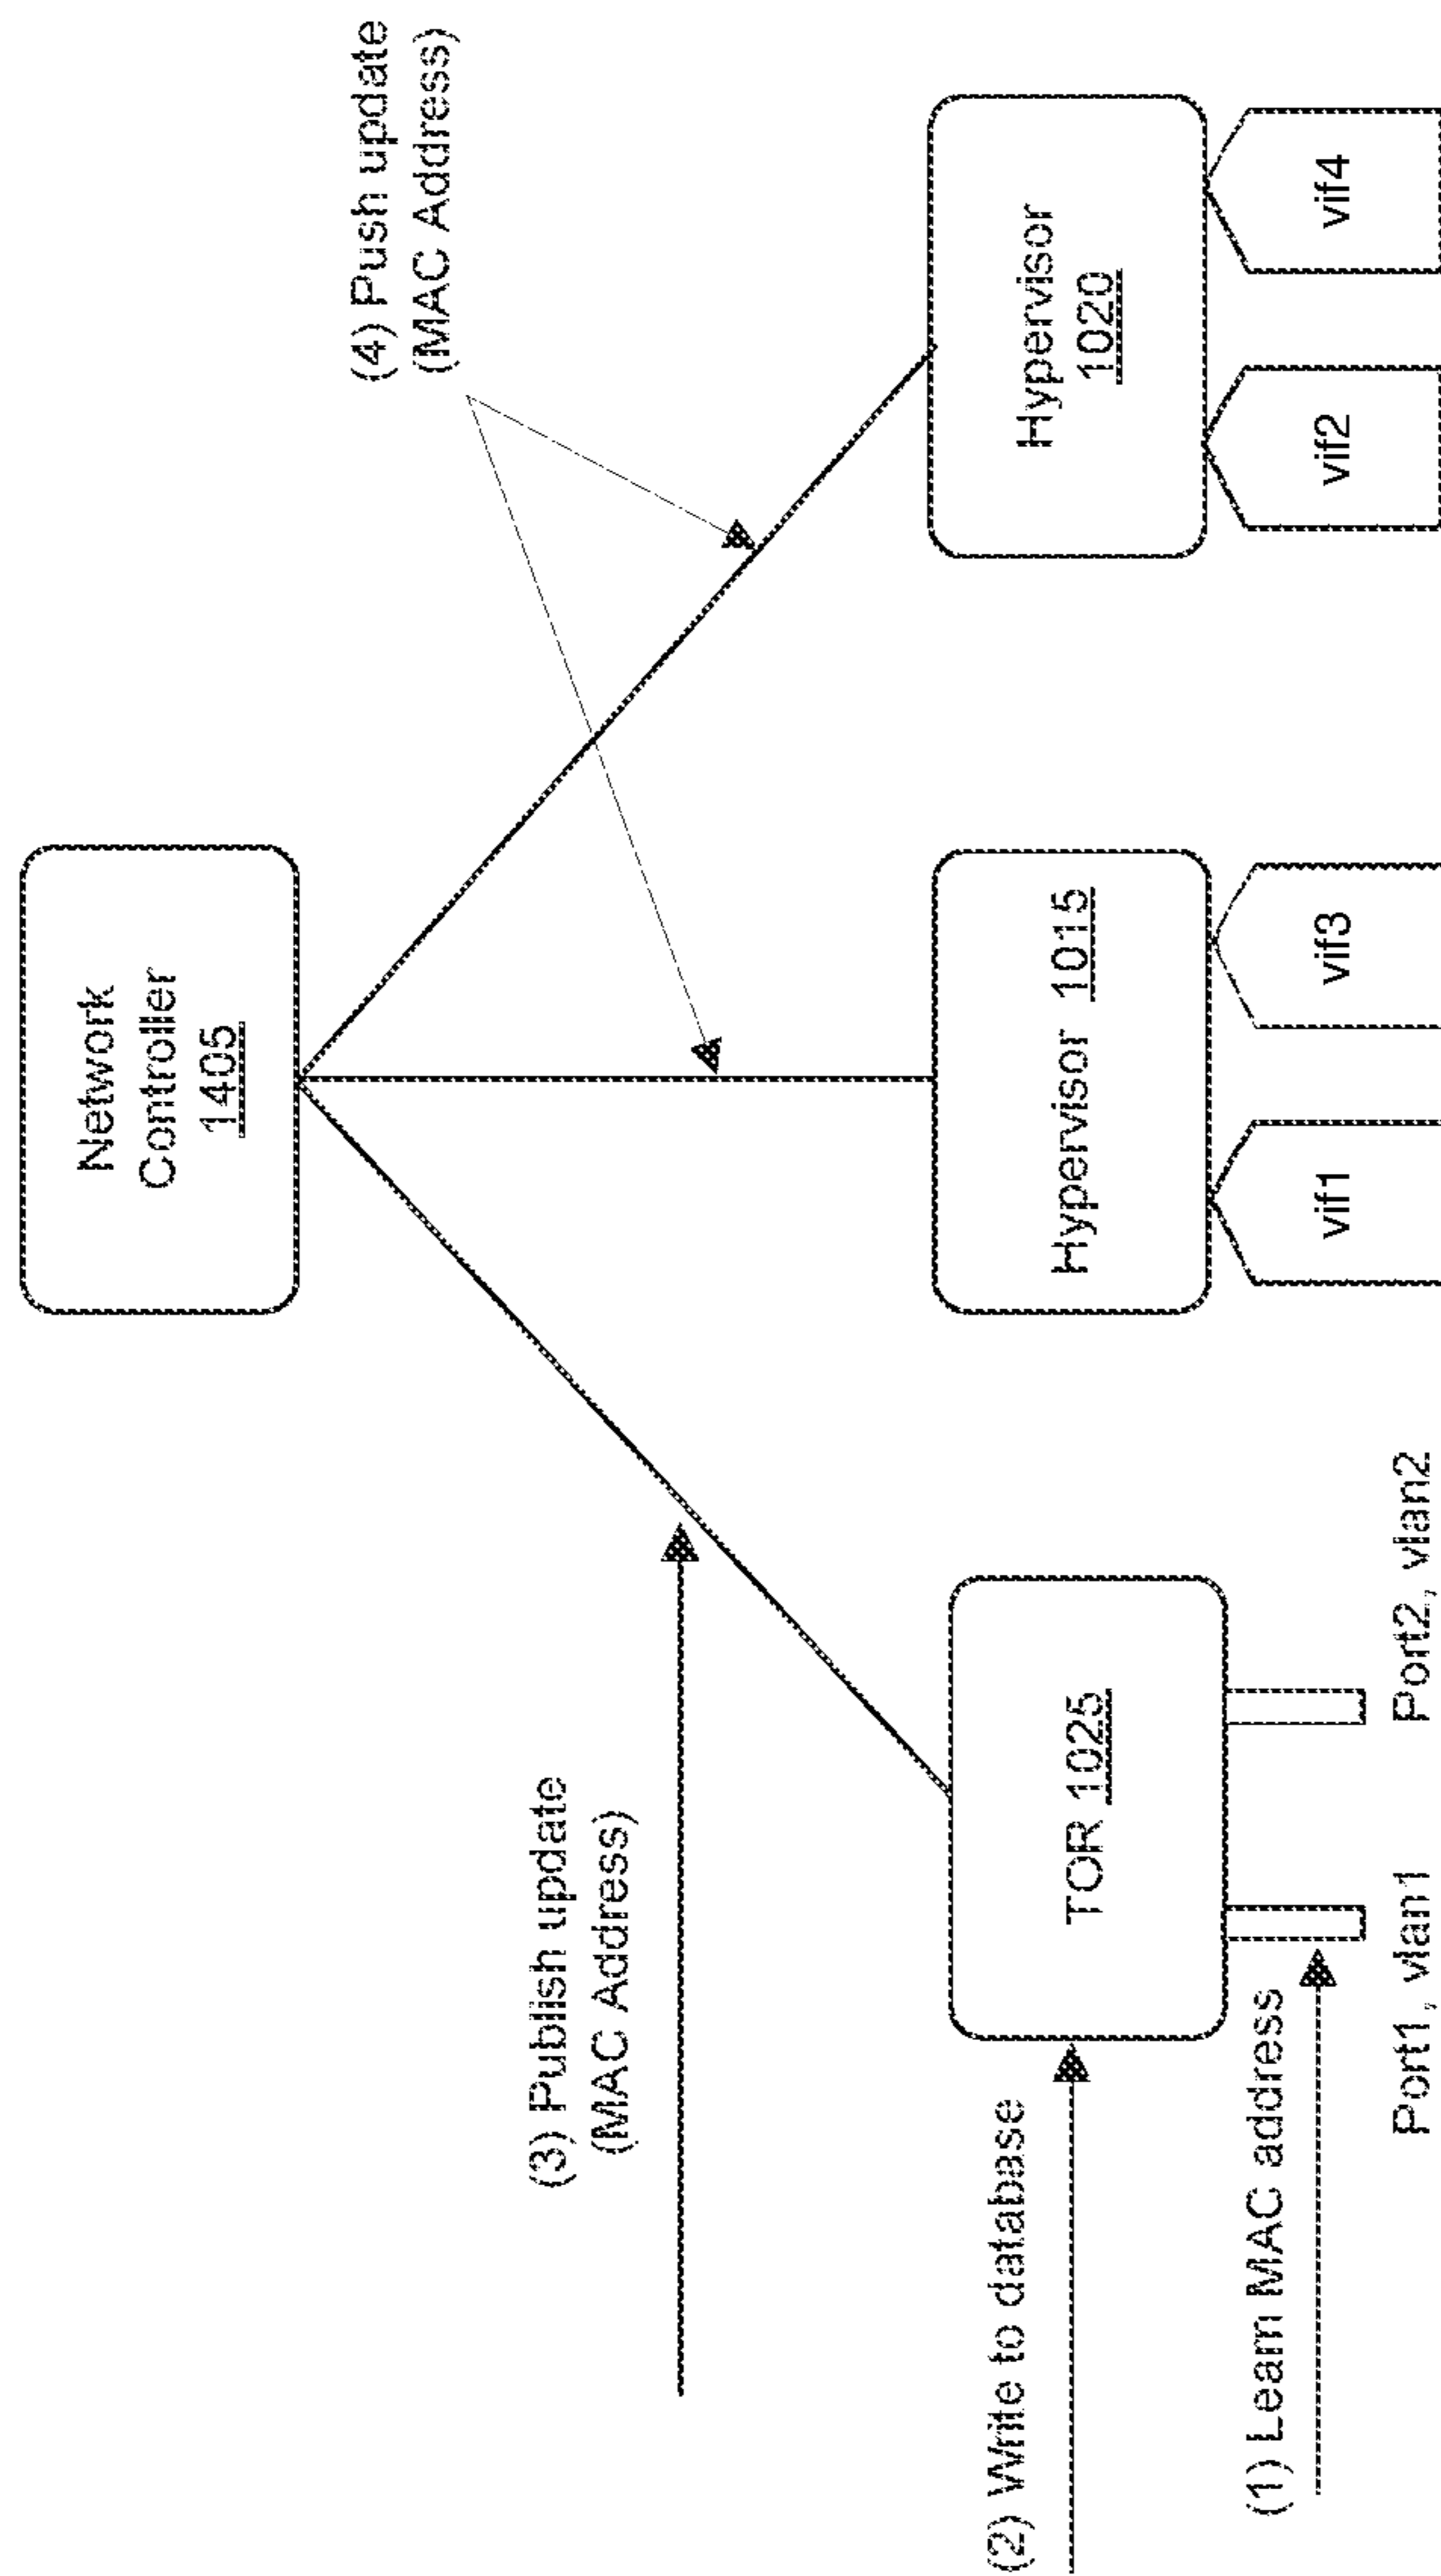 Network
Controller
1405
(4) Push update
(MAC Address)
(3) Publish update
(MAC Address)
(2) Write to database
TOR 1025
Hypervisor 1015
Hypervisor
1020
(1) Learn MAC address
Port1, vlan1
Port2, vlan2
vif1
vif3
vif2
vif4